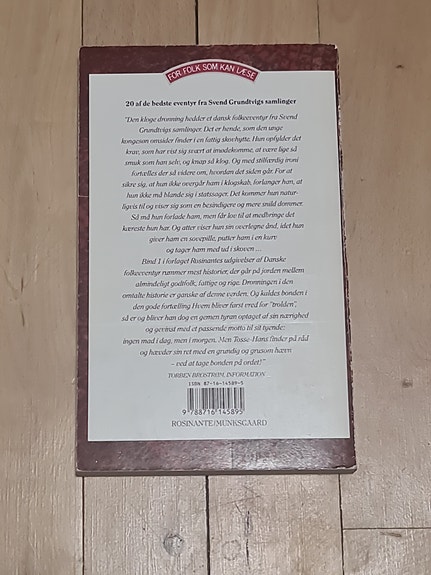 FOR FOLK SOM KAN LÆSE
20 af de bedste eventyr fra Svend Grundtvigs samlinger
"Den kloge dronning hedder et dansk folkeeventyr fra Svend
Grundtvigs samlinger. Det er hende, som den unge
kongesøn omsider finder i en fattig skovhytte. Hun opfylder det
krav, som har vist sig svært at imødekomme, at være lige så
smuk som han selv, og knap så klog. Og med stilfærdig ironi
fortælles der så videre om, hvordan det siden går. For at
sikre sig, at hun ikke overgår ham i klogskab, forlanger han, at
hun ikke må blande sig i statssager. Det kommer hun natur-
ligvis til og viser sig som en besindigere og mere snild dommer.
Så må hun forlade ham, men får lov til at medbringe det
kæreste hun har. Og atter viser hun sin overlegne ånd, idet hun
giver ham en sovepille, putter ham i en kurv
og tager ham med ud i skoven ...
Bind I i forlaget Rosinantes udgivelser af Danske
folkeeventyr rummer mest historier, der går på jorden mellem
almindeligt godtfolk, fattige og rige. Dronningen i den
omtalte historie er ganske af denne verden. Og kaldes bonden i
den gode fortælling Hvem bliver først vred for "trolden",
så er og bliver han dog en gemen tyran optaget af sin nærighed
og gevinst med et passende motto til sit tyende:
ingen mad i dag, men i morgen. Men Tosse-Hans finder på råd
og hævder sin ret med en grundig og grusom hævn
– ved at tage bonden på ordet!"
TORBEN BROSTRØM, INFORMATION
ISBN 87-16-14589-5
9 788716 145895
ROSINANTE/MUNKSGAARD